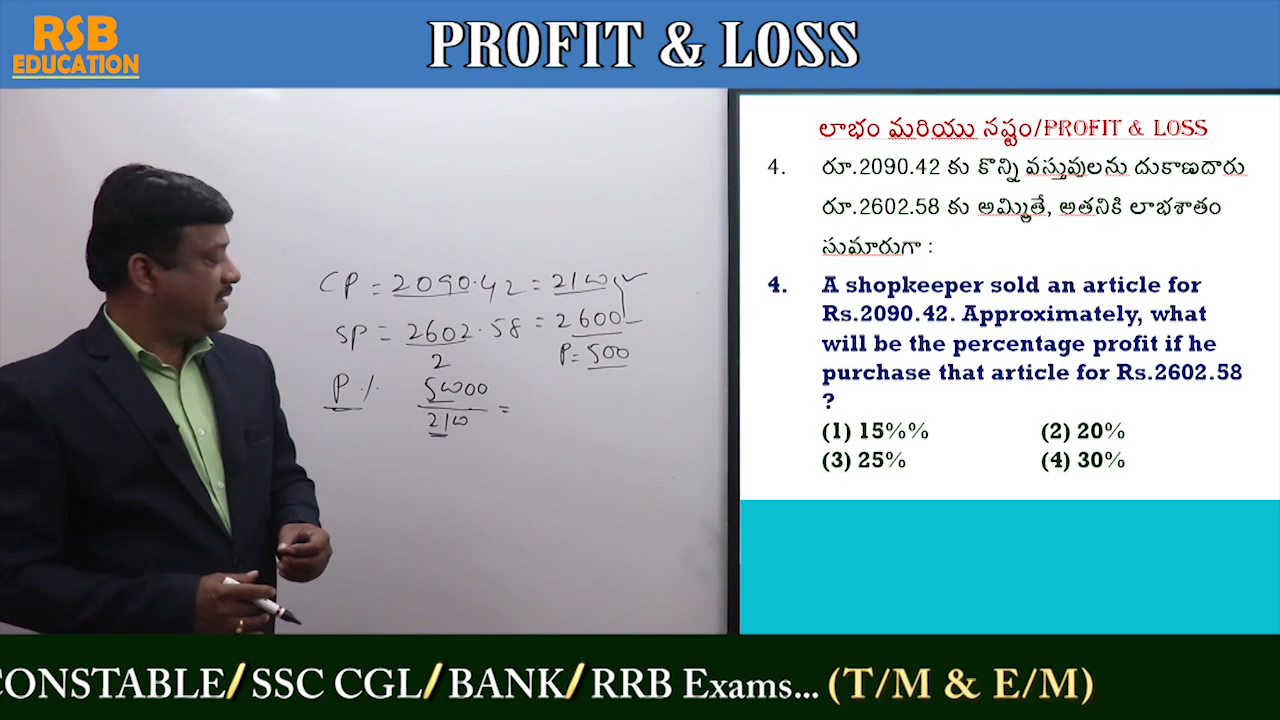 RSB
EDUCATION
PROFIT & LOSS
CP = 2090.42 = 2100
SP = 2602.58 = 2600
2
P = 500
P %
50000
2100 =
లాభం మరియు నష్టం/PROFIT & LOSS
4. రూ.2090.42 కు కొన్ని వస్తువులను దుకాణదారు
రూ.2602.58 కు అమ్మితే, అతనికి లాభశాతం
సుమారుగా :
4. A shopkeeper sold an article for
Rs.2090.42. Approximately, what
will be the percentage profit if he
purchase that article for Rs.2602.58
?
(1) 15%% (2) 20%
(3) 25% (4) 30%
CONSTABLE/SSC CGL/BANK/RRB Exams... (T/M & E/M)